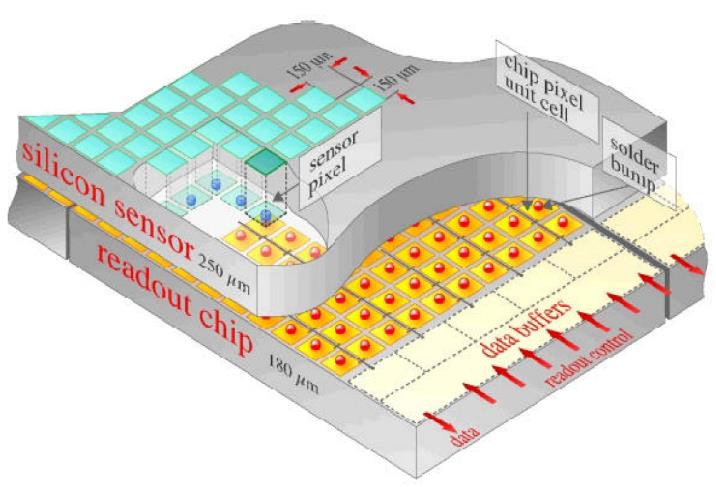 150 µm
150 µm
chip pixel
unit cell
solder
bump
sensor
pixel
silicon sensor
250 µm
readout chip
180 µm
data buffers
readout control
data